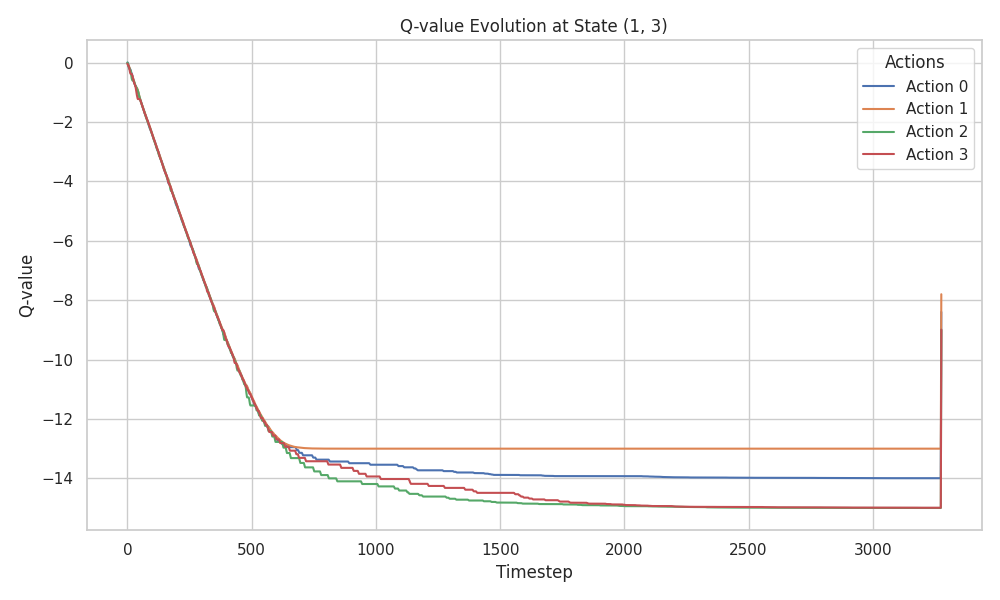 Q-value Evolution at State (1, 3)
Actions
Action 0
Action 1
Action 2
Action 3
Q-value
0
−2
−4
−6
−8
−10
−12
−14
0 500 1000 1500 2000 2500 3000
Timestep